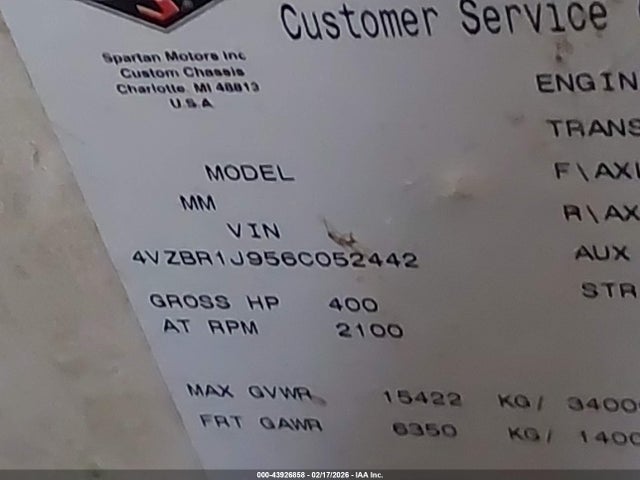 Customer Service
Spartan Motors Inc
Custom Chassis
Charlotte, MI 48813
U.S.A
ENGIN
TRANS
MODEL
F\AXL
MM
R\AX
VIN
AUX
4VZBR1J956C052442
STR
GROSS HP 400
AT RPM 2100
MAX GVWR 15422 KG/ 3400
FRT GAWR 6350 KG/ 1400
000-43926858 - 02/17/2026 - IAA Inc.